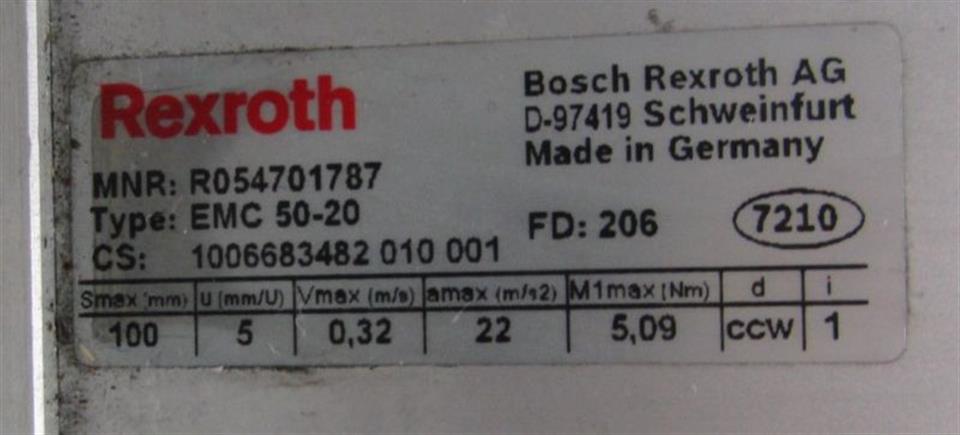 Rexroth
Bosch Rexroth AG
D-97419 Schweinfurt
Made in Germany
MNR: R054701787
Type: EMC 50-20
FD: 206
7210
CS: 1006683482 010 001
Smax (mm) U (mm/U) Vmax (m/s) amax (m/s2) M1max (Nm) d i
100 5 0,32 22 5,09 ccw 1